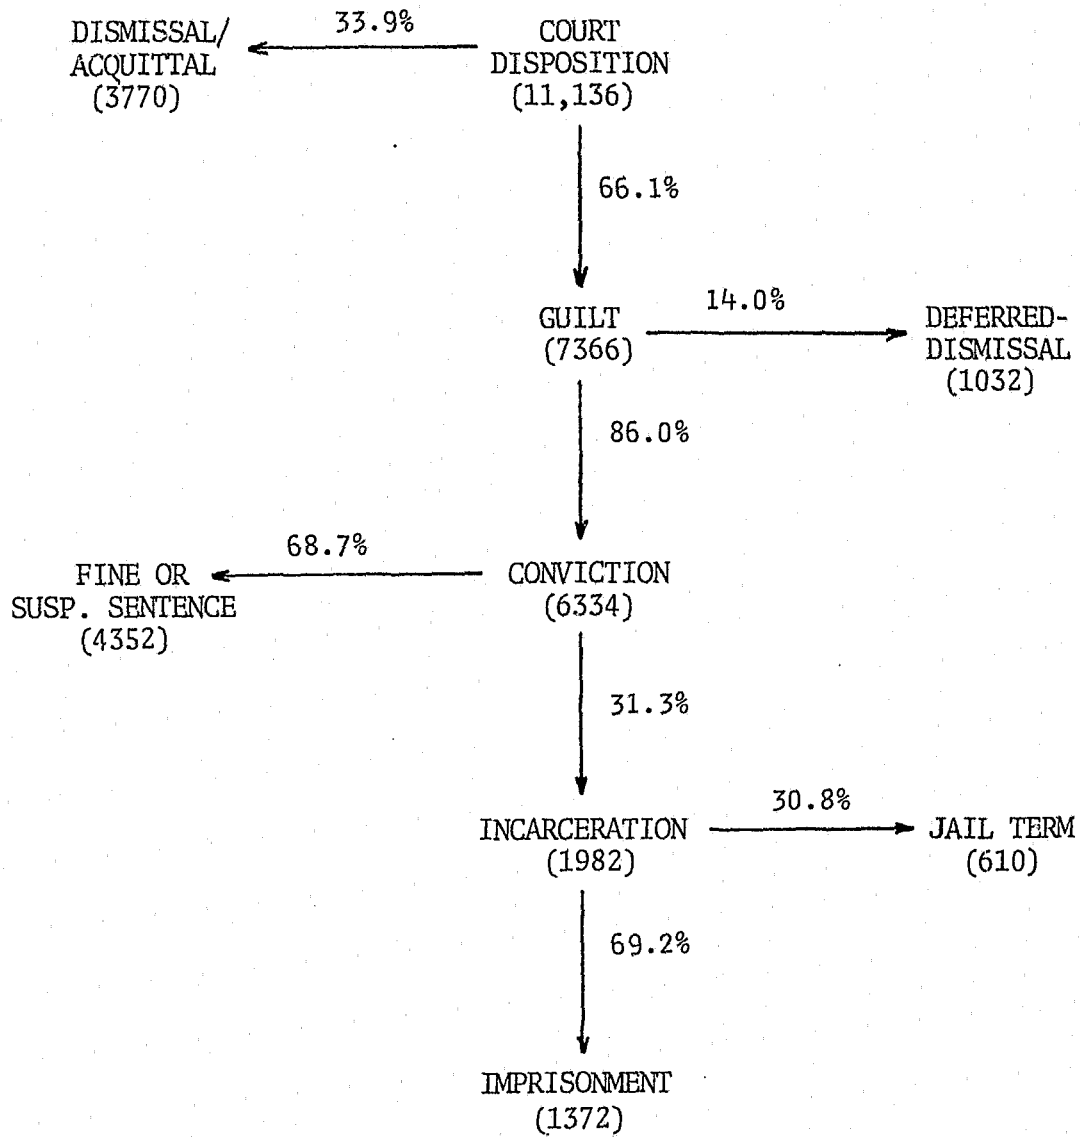 DISMISSAL/
ACQUITTAL
(3770)
33.9%
COURT
DISPOSITION
(11,136)
66.1%
GUILT
(7366)
14.0%
DEFERRED-
DISMISSAL
(1032)
86.0%
68.7%
FINE OR
SUSP. SENTENCE
(4352)
CONVICTION
(6334)
31.3%
INCARCERATION
(1982)
30.8%
JAIL TERM
(610)
69.2%
IMPRISONMENT
(1372)